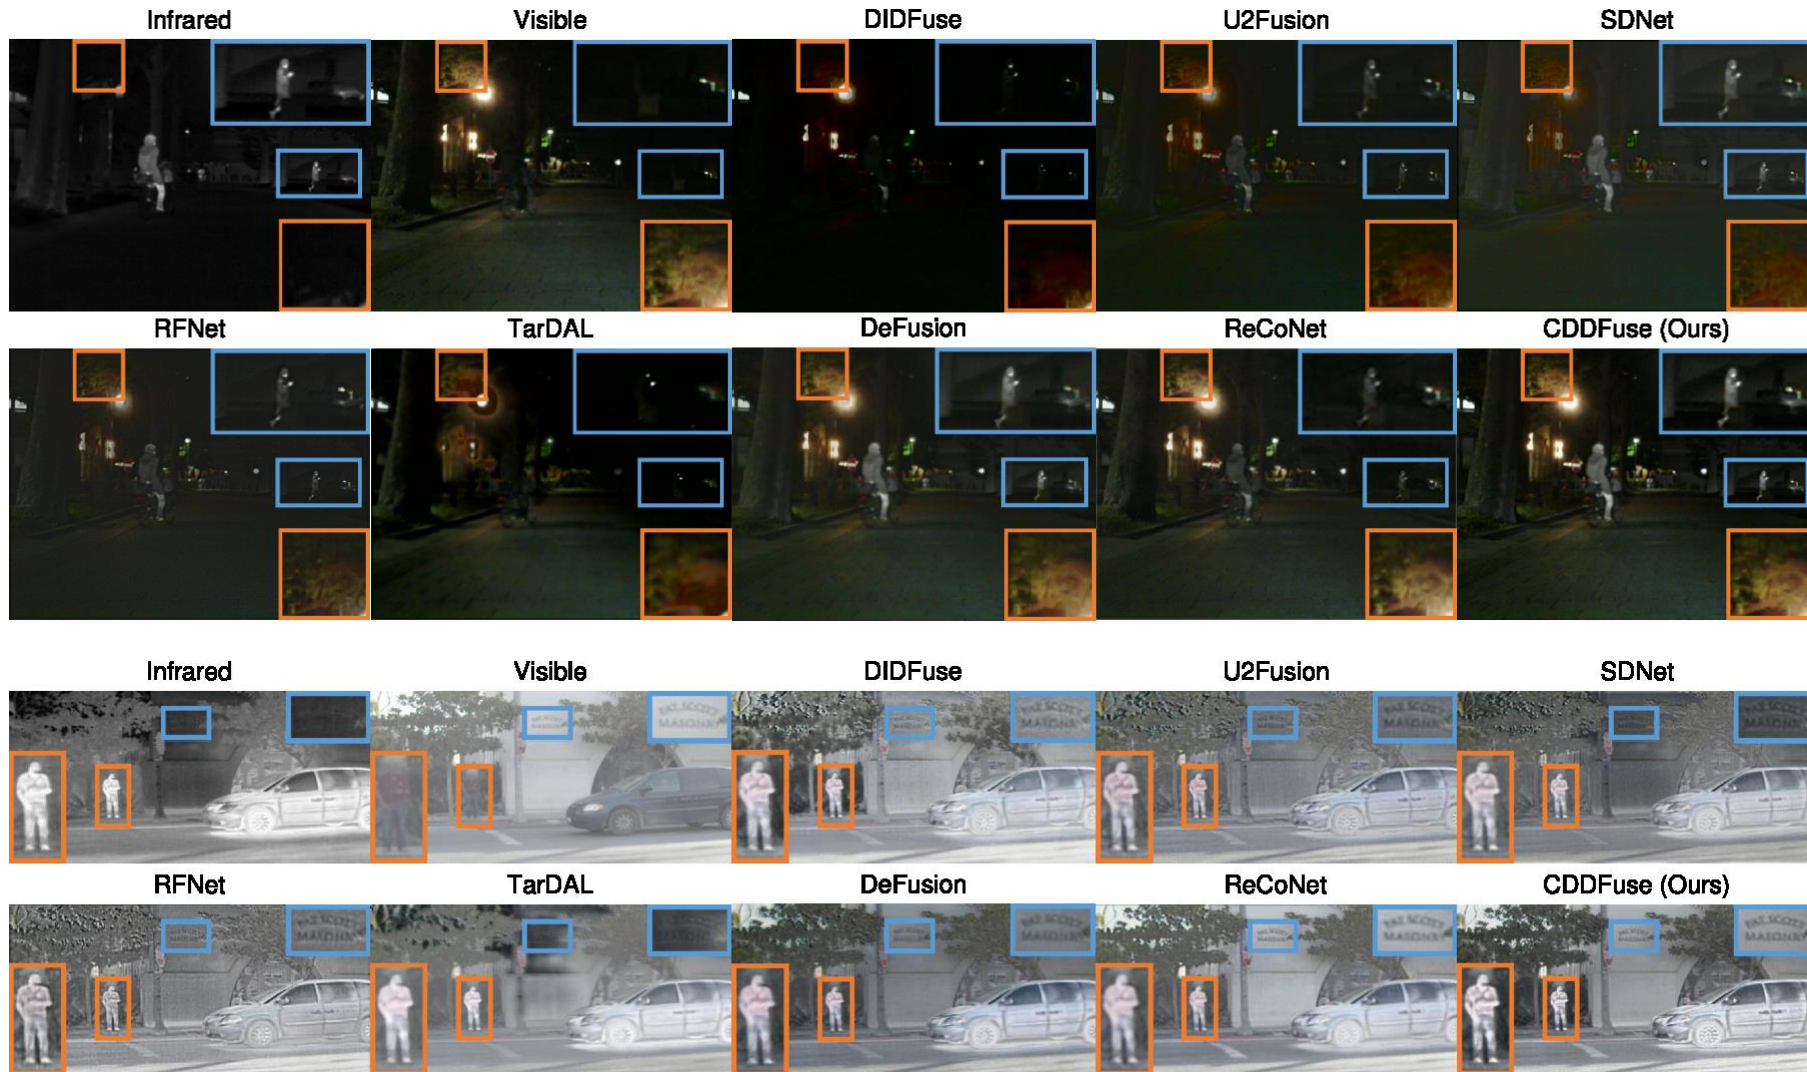 Infrared Visible DIDFuse U2Fusion SDNet
RFNet TarDAL DeFusion ReCoNet CDDFuse (Ours)
Infrared Visible DIDFuse U2Fusion SDNet
RFNet TarDAL DeFusion ReCoNet CDDFuse (Ours)